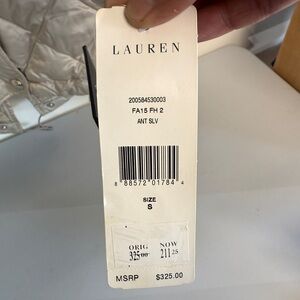 LAUREN
200584530003
FA15 FH 2
ANT SLV
8 88572 01784 4
SIZE
S
ORIG. NOW
325.00 211.25
MSRP $325.00